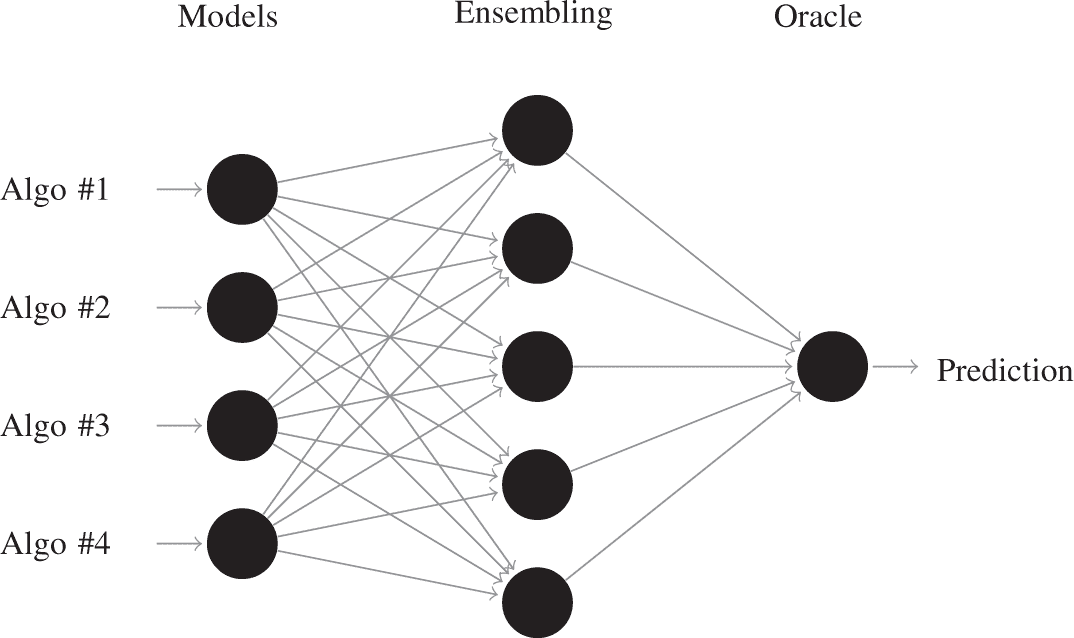 Models Ensembling Oracle
Algo #1
Algo #2
Algo #3
Prediction
Algo #4